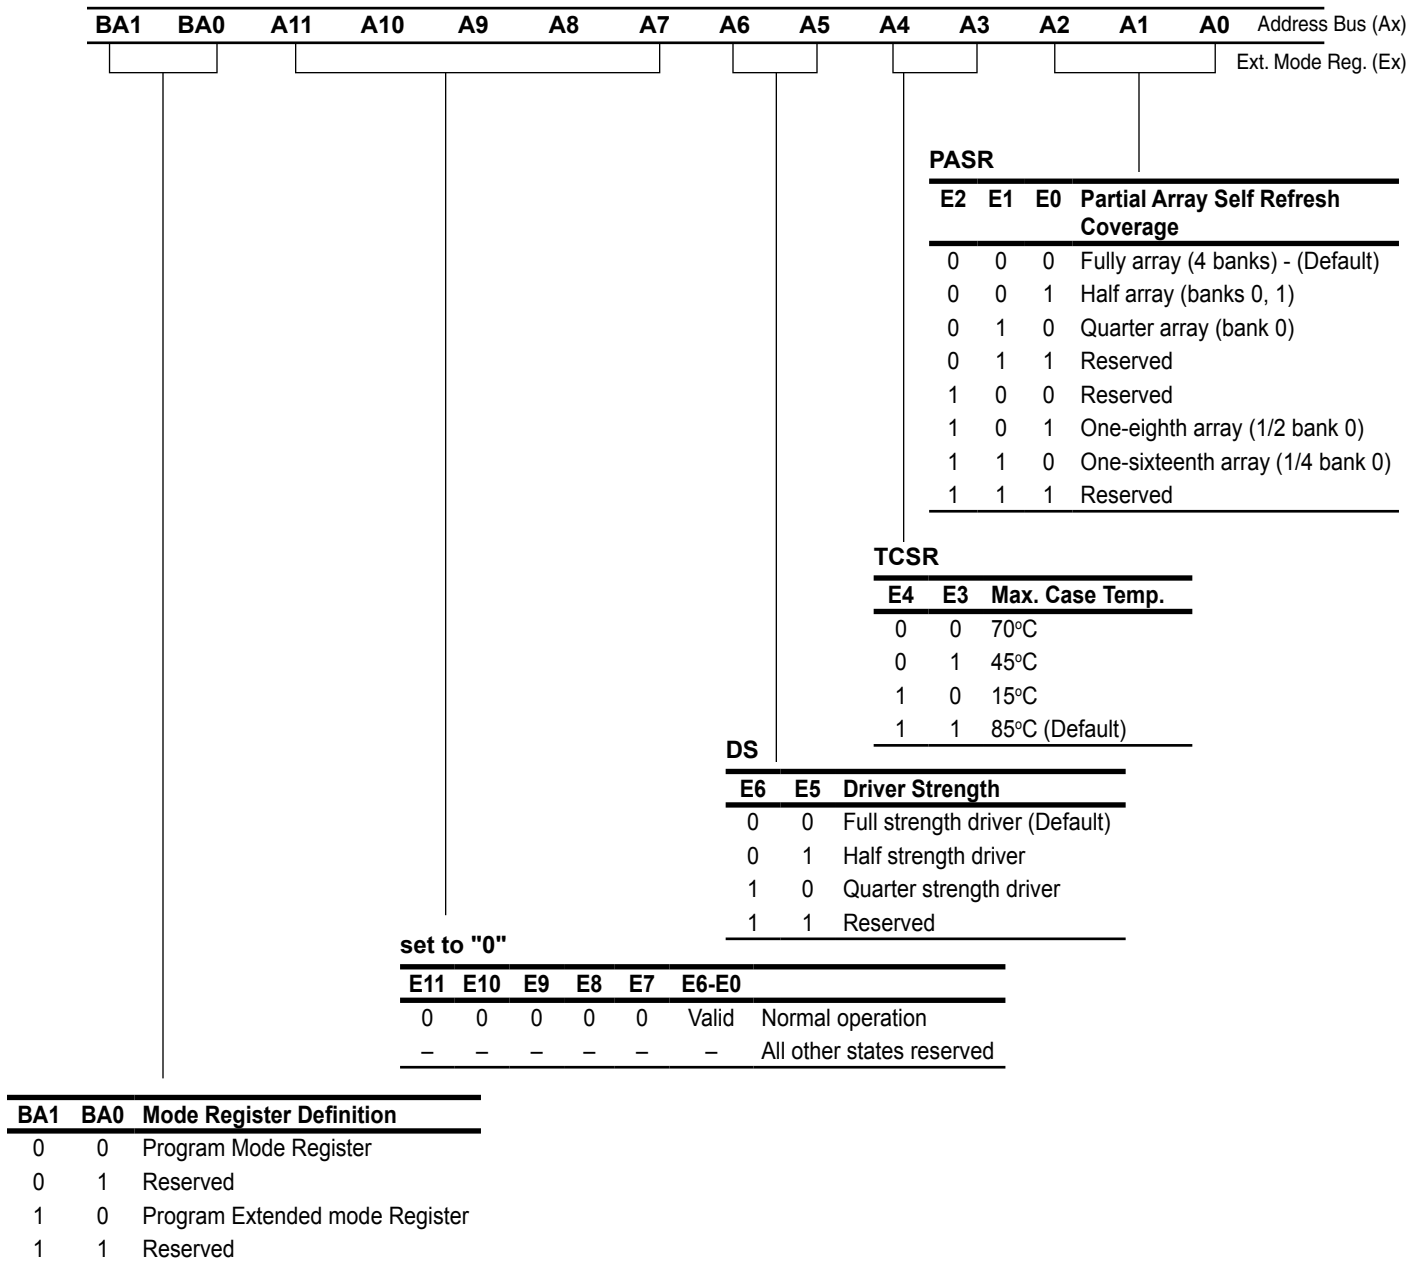 BA1 BA0 A11 A10 A9 A8 A7 A6 A5 A4 A3 A2 A1 A0 Address Bus (Ax)
Ext. Mode Reg. (Ex)
PASR
E2 E1 E0 Partial Array Self Refresh
Coverage
0 0 0 Fully array (4 banks) - (Default)
0 0 1 Half array (banks 0, 1)
0 1 0 Quarter array (bank 0)
0 1 1 Reserved
1 0 0 Reserved
1 0 1 One-eighth array (1/2 bank 0)
1 1 0 One-sixteenth array (1/4 bank 0)
1 1 1 Reserved
TCSR
E4 E3 Max. Case Temp.
0 0 70°C
0 1 45°C
1 0 15°C
1 1 85°C (Default)
DS
E6 E5 Driver Strength
0 0 Full strength driver (Default)
0 1 Half strength driver
1 0 Quarter strength driver
1 1 Reserved
set to "0"
E11 E10 E9 E8 E7 E6-E0
0 0 0 0 0 Valid Normal operation
– – – – – – All other states reserved
BA1 BA0 Mode Register Definition
0 0 Program Mode Register
0 1 Reserved
1 0 Program Extended mode Register
1 1 Reserved